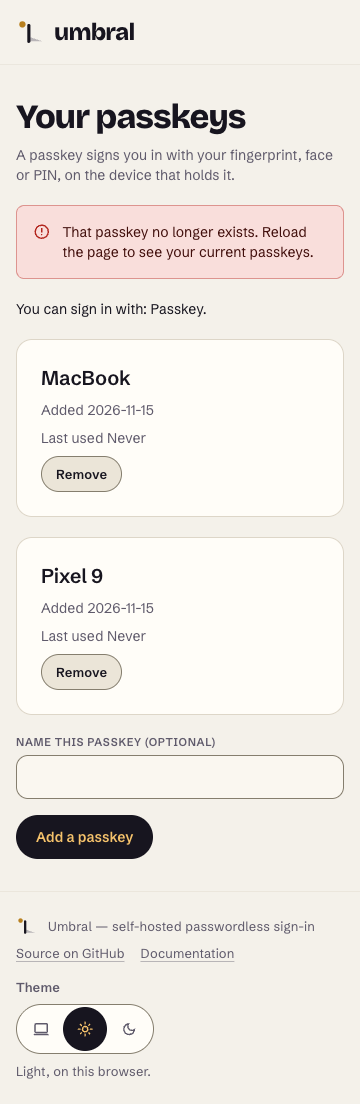 umbral
Your passkeys
A passkey signs you in with your fingerprint, face
or PIN, on the device that holds it.
That passkey no longer exists. Reload
the page to see your current passkeys.
You can sign in with: Passkey.
MacBook
Added 2026-11-15
Last used Never
Remove
Pixel 9
Added 2026-11-15
Last used Never
Remove
NAME THIS PASSKEY (OPTIONAL)
Add a passkey
Umbral — self-hosted passwordless sign-in
Source on GitHub Documentation
Theme
Light, on this browser.